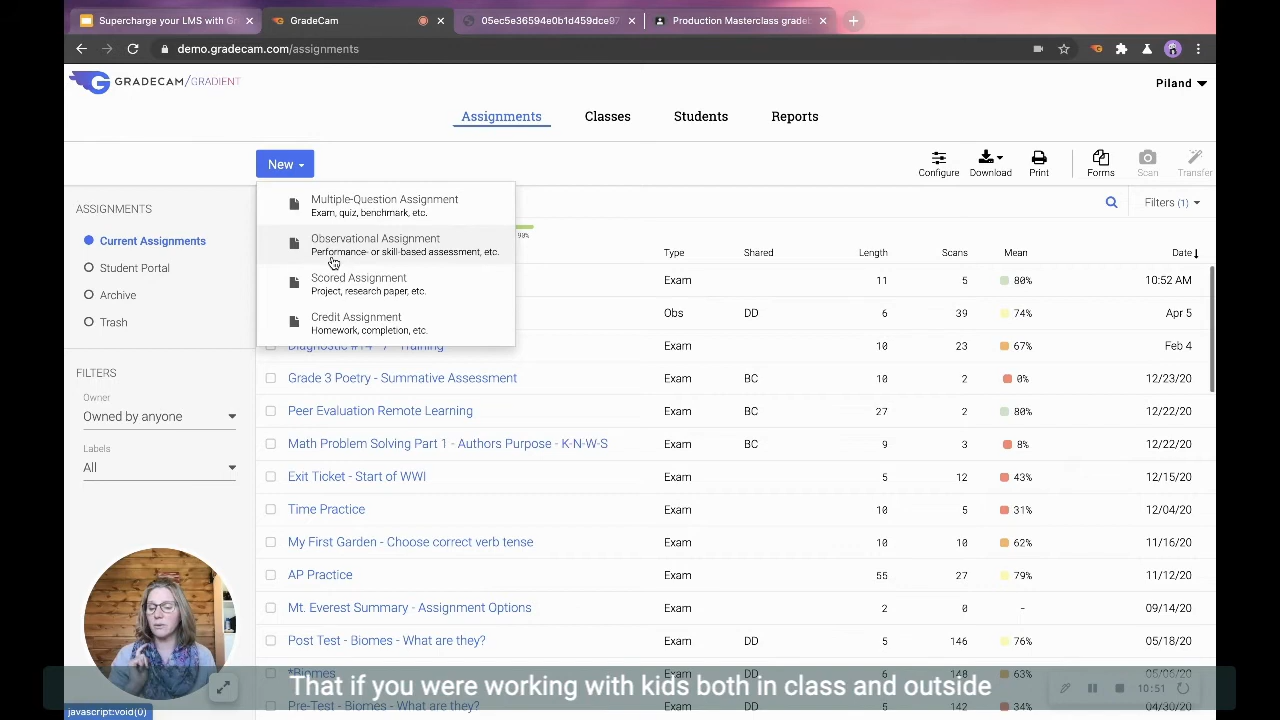 Supercharge your LMS with Gr
GradeCam
05ec5e36594e0b1d459dce97
Production Masterclass gradeb
demo.gradecam.com/assignments
GRADECAM/GRADIENT
Piland
Assignments
Classes
Students
Reports
New
Configure
Download
Print
Forms
Scan
Transfer
Multiple-Question Assignment
Exam, quiz, benchmark, etc.
Observational Assignment
Performance- or skill-based assessment, etc.
Scored Assignment
Project, research paper, etc.
Credit Assignment
Homework, completion, etc.
ASSIGNMENTS
Current Assignments
Student Portal
Archive
Trash
FILTERS
Owner
Owned by anyone
Labels
All
Filters (1)
99%
Type Shared Length Scans Mean Date
Exam 11 5 80% 10:52 AM
Obs DD 6 39 74% Apr 5
Diagnostic #14 - 7 - Training Exam 10 23 67% Feb 4
Grade 3 Poetry - Summative Assessment Exam BC 10 2 0% 12/23/20
Peer Evaluation Remote Learning Exam BC 27 2 80% 12/22/20
Math Problem Solving Part 1 - Authors Purpose - K-N-W-S Exam BC 9 3 8% 12/22/20
Exit Ticket - Start of WWI Exam 5 12 43% 12/15/20
Time Practice Exam 10 5 31% 12/04/20
My First Garden - Choose correct verb tense Exam 10 10 62% 11/16/20
AP Practice Exam 55 27 79% 11/12/20
Mt. Everest Summary - Assignment Options Exam 2 0 - 09/14/20
Post Test - Biomes - What are they? Exam DD 5 146 76% 05/18/20
*Biomes Exam DD 5 148 63% 05/06/20
Pre-Test - Biomes - What are they? Exam DD 5 142 34% 04/30/20
That if you were working with kids both in class and outside
10:51
javascript:void(0)